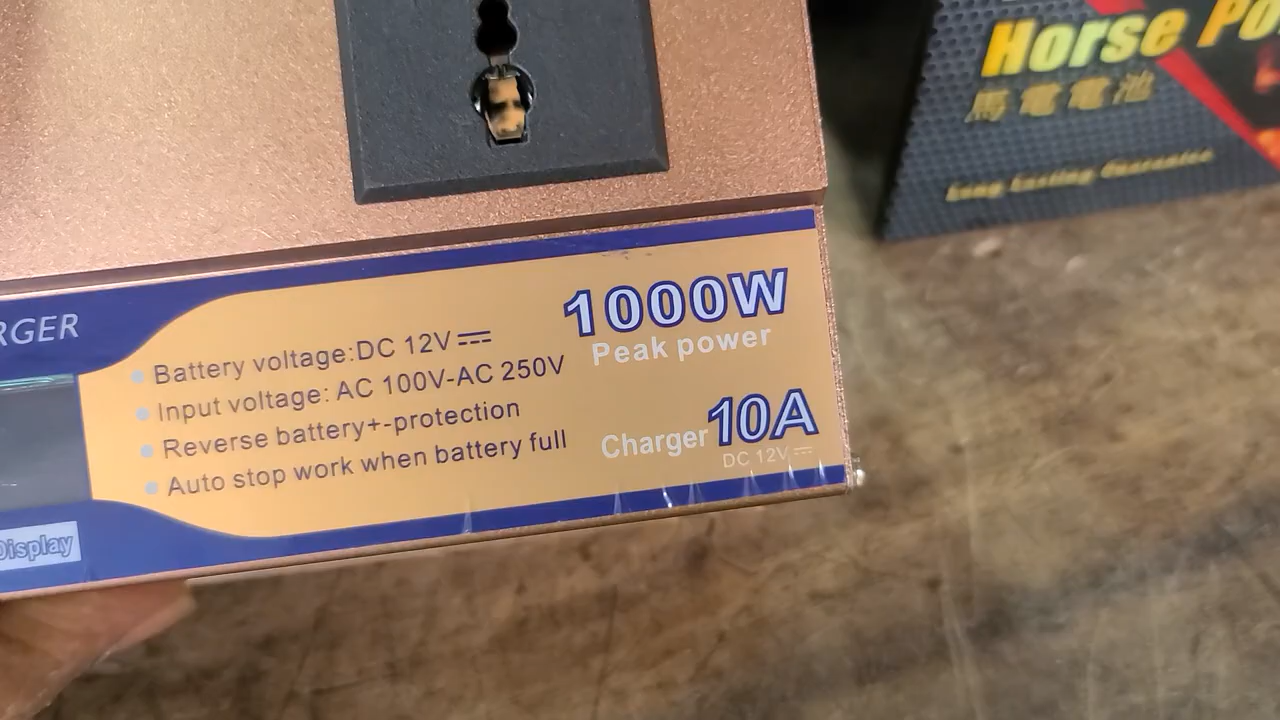 Horse Po
馬電電池
Long Lasting Guarantee
RGER
Battery voltage:DC 12V
Input voltage: AC 100V-AC 250V
Reverse battery+-protection
Auto stop work when battery full
1000W
Peak power
Charger 10A
DC 12V
Display